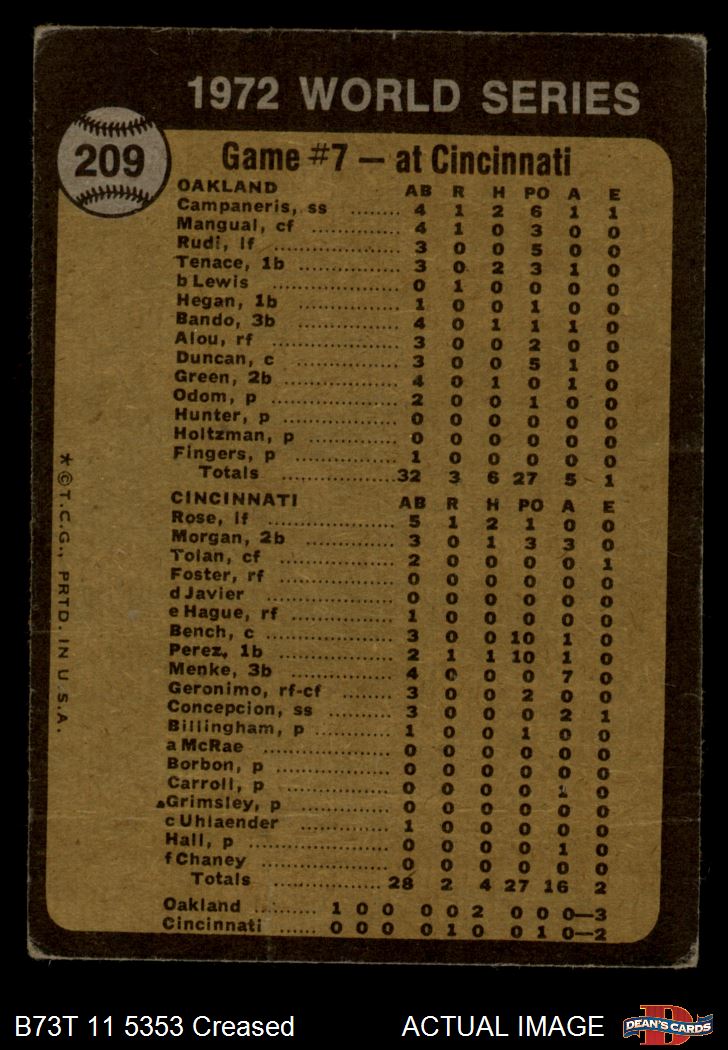 1972 WORLD SERIES
209
Game #7 — at Cincinnati
OAKLAND AB R H PO A E
Campaneris, ss ........ 4 1 2 6 1 1
Mangual, cf .............. 4 1 0 3 0 0
Rudi, lf .................... 3 0 0 5 0 0
Tenace, 1b ............... 3 0 2 3 1 0
b Lewis .................... 0 1 0 0 0 0
Hegan, 1b ................ 1 0 0 1 0 0
Bando, 3b ................ 4 0 1 1 1 0
Alou, rf .................... 3 0 0 2 0 0
Duncan, c ................ 3 0 0 5 1 0
Green, 2b ................ 4 0 1 0 1 0
Odom, p .................. 2 0 0 1 0 0
Hunter, p ................. 0 0 0 0 0 0
Holtzman, p ............. 0 0 0 0 0 0
Fingers, p ................ 1 0 0 0 0 0
Totals .................32 3 6 27 5 1
CINCINNATI AB R H PO A E
Rose, lf .................... 5 1 2 1 0 0
Morgan, 2b .............. 3 0 1 3 3 0
Tolan, cf .................. 2 0 0 0 0 1
Foster, rf ................. 0 0 0 0 0 0
d Javier ................... 0 0 0 0 0 0
e Hague, rf .............. 1 0 0 0 0 0
Bench, c .................. 3 0 0 10 1 0
Perez, 1b ................. 2 1 1 10 1 0
Menke, 3b ............... 4 0 0 0 7 0
Geronimo, rf-cf ........ 3 0 0 2 0 0
Concepcion, ss ......... 3 0 0 0 2 1
Billingham, p ........... 1 0 0 1 0 0
a McRae .................. 0 0 0 0 0 0
Borbon, p ................ 0 0 0 0 0 0
Carroll, p ................. 0 0 0 0 1 0
Grimsley, p .............. 0 0 0 0 0 0
c Uhlaender ............. 1 0 0 0 0 0
Hall, p ..................... 0 0 0 0 1 0
f Chaney .................. 0 0 0 0 0 0
Totals .................28 2 4 27 16 2
Oakland .......... 1 0 0 0 0 2 0 0 0—3
Cincinnati ...... 0 0 0 0 1 0 0 1 0—2
* © T.C.G., PRTD. IN U.S.A.
B73T 11 5353 Creased
ACTUAL IMAGE
D
DEAN'S CARDS